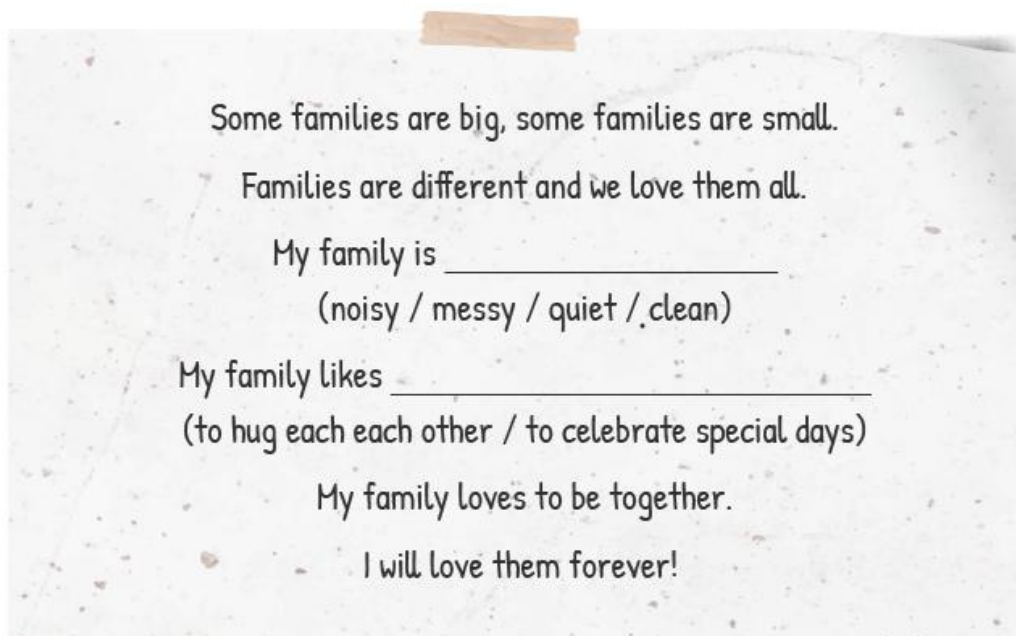 Some families are big, some families are small.
Families are different and we love them all.
My family is ____________________
(noisy / messy / quiet / clean)
My family likes ____________________________
(to hug each each other / to celebrate special days)
My family loves to be together.
I will love them forever!